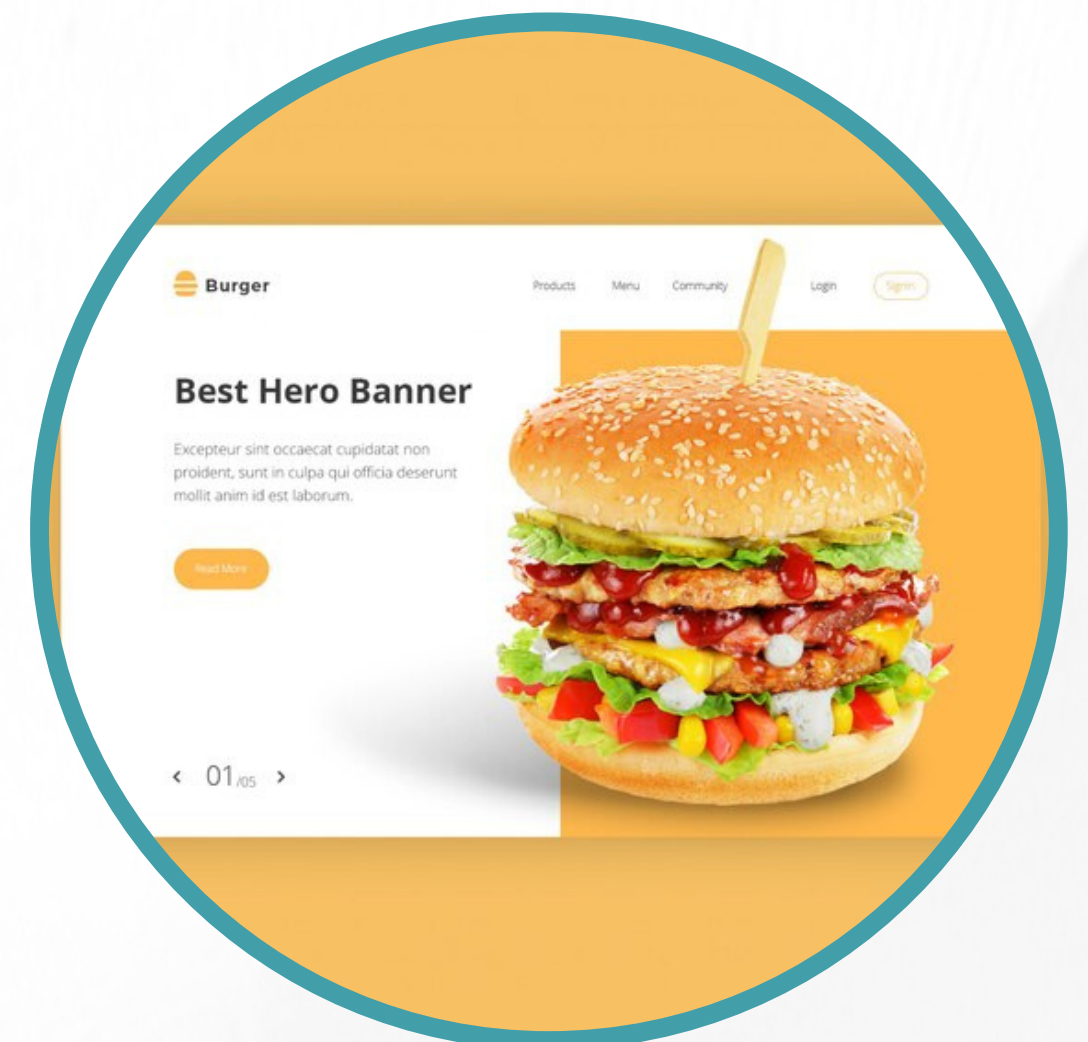 Burger
Products Menu Community Login Signin
Best Hero Banner
Excepteur sint occaecat cupidatat non
proident, sunt in culpa qui officia deserunt
mollit anim id est laborum.
Read More
01/05